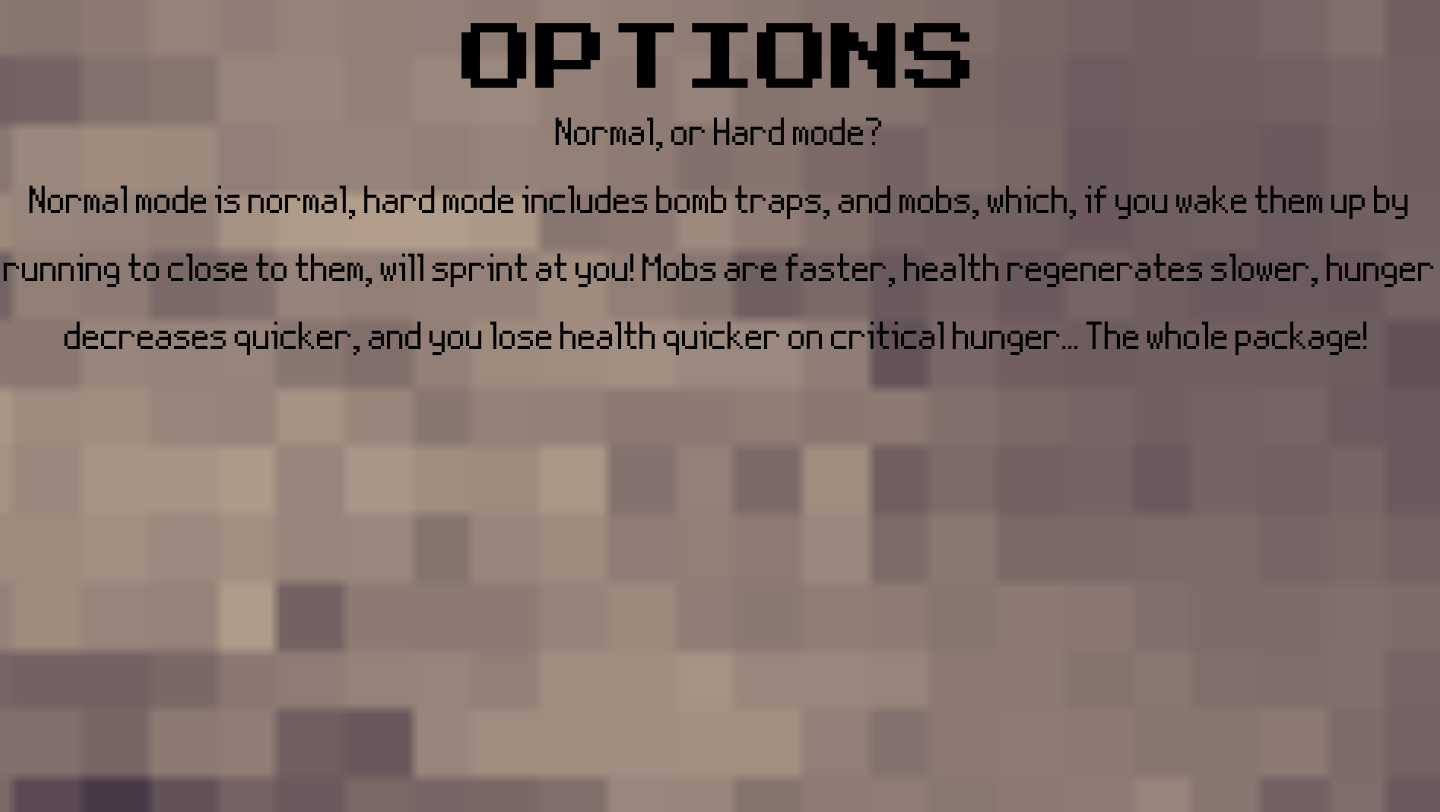 OPTIONS
Normal, or Hard mode?
Normal mode is normal, hard mode includes bomb traps, and mobs, which, if you wake them up by
running to close to them, will sprint at you! Mobs are faster, health regenerates slower, hunger
decreases quicker, and you lose health quicker on critical hunger... The whole package!